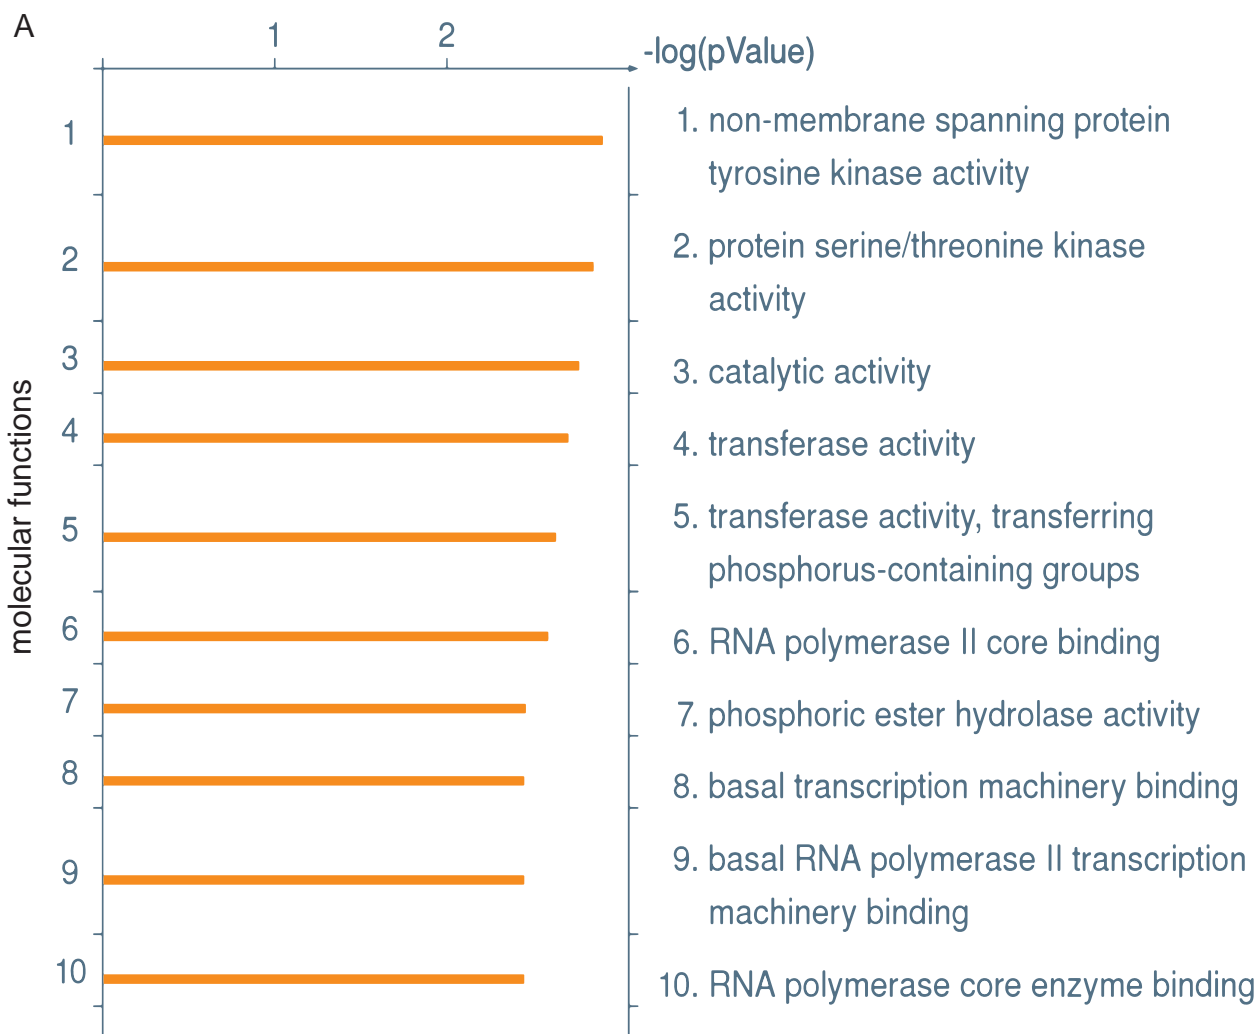 A
1
2
-log(pValue)
molecular functions
1
2
3
4
5
6
7
8
9
10
1. non-membrane spanning protein
tyrosine kinase activity
2. protein serine/threonine kinase
activity
3. catalytic activity
4. transferase activity
5. transferase activity, transferring
phosphorus-containing groups
6. RNA polymerase II core binding
7. phosphoric ester hydrolase activity
8. basal transcription machinery binding
9. basal RNA polymerase II transcription
machinery binding
10. RNA polymerase core enzyme binding